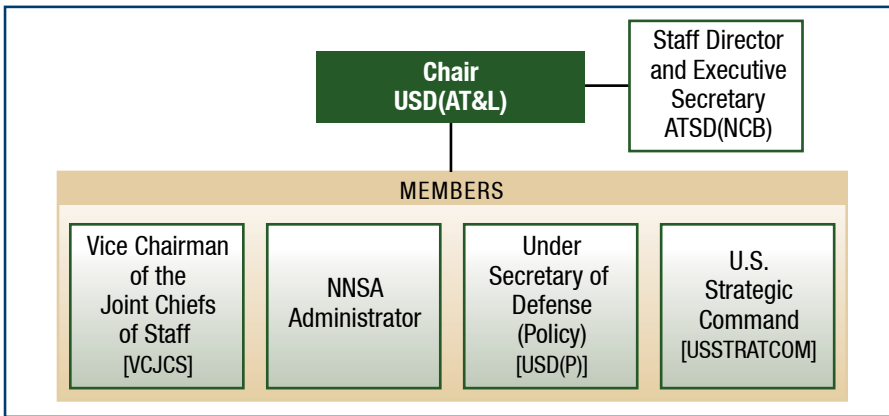 Chair
USD(AT&L)
Staff Director
and Executive
Secretary
ATSD(NCB)
MEMBERS
Vice Chairman
of the
Joint Chiefs
of Staff
[VCJCS]
NNSA
Administrator
Under
Secretary of
Defense
(Policy)
[USD(P)]
U.S.
Strategic
Command
[USSTRATCOM]